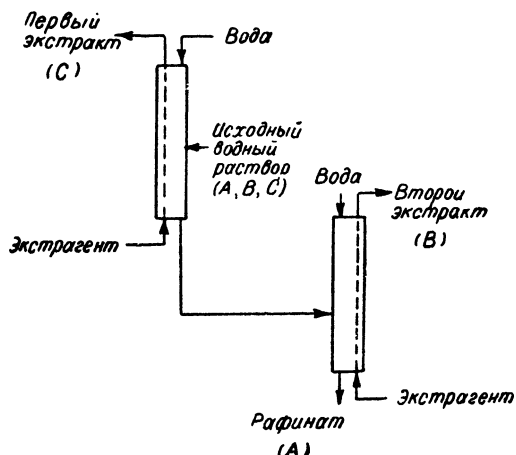 Первый
экстракт
(С)
Вода
Исходный
водный
раствор
(А, В, С)
Экстрагент
Вода
Второй
экстракт
(В)
Экстрагент
Рафинат
(А)